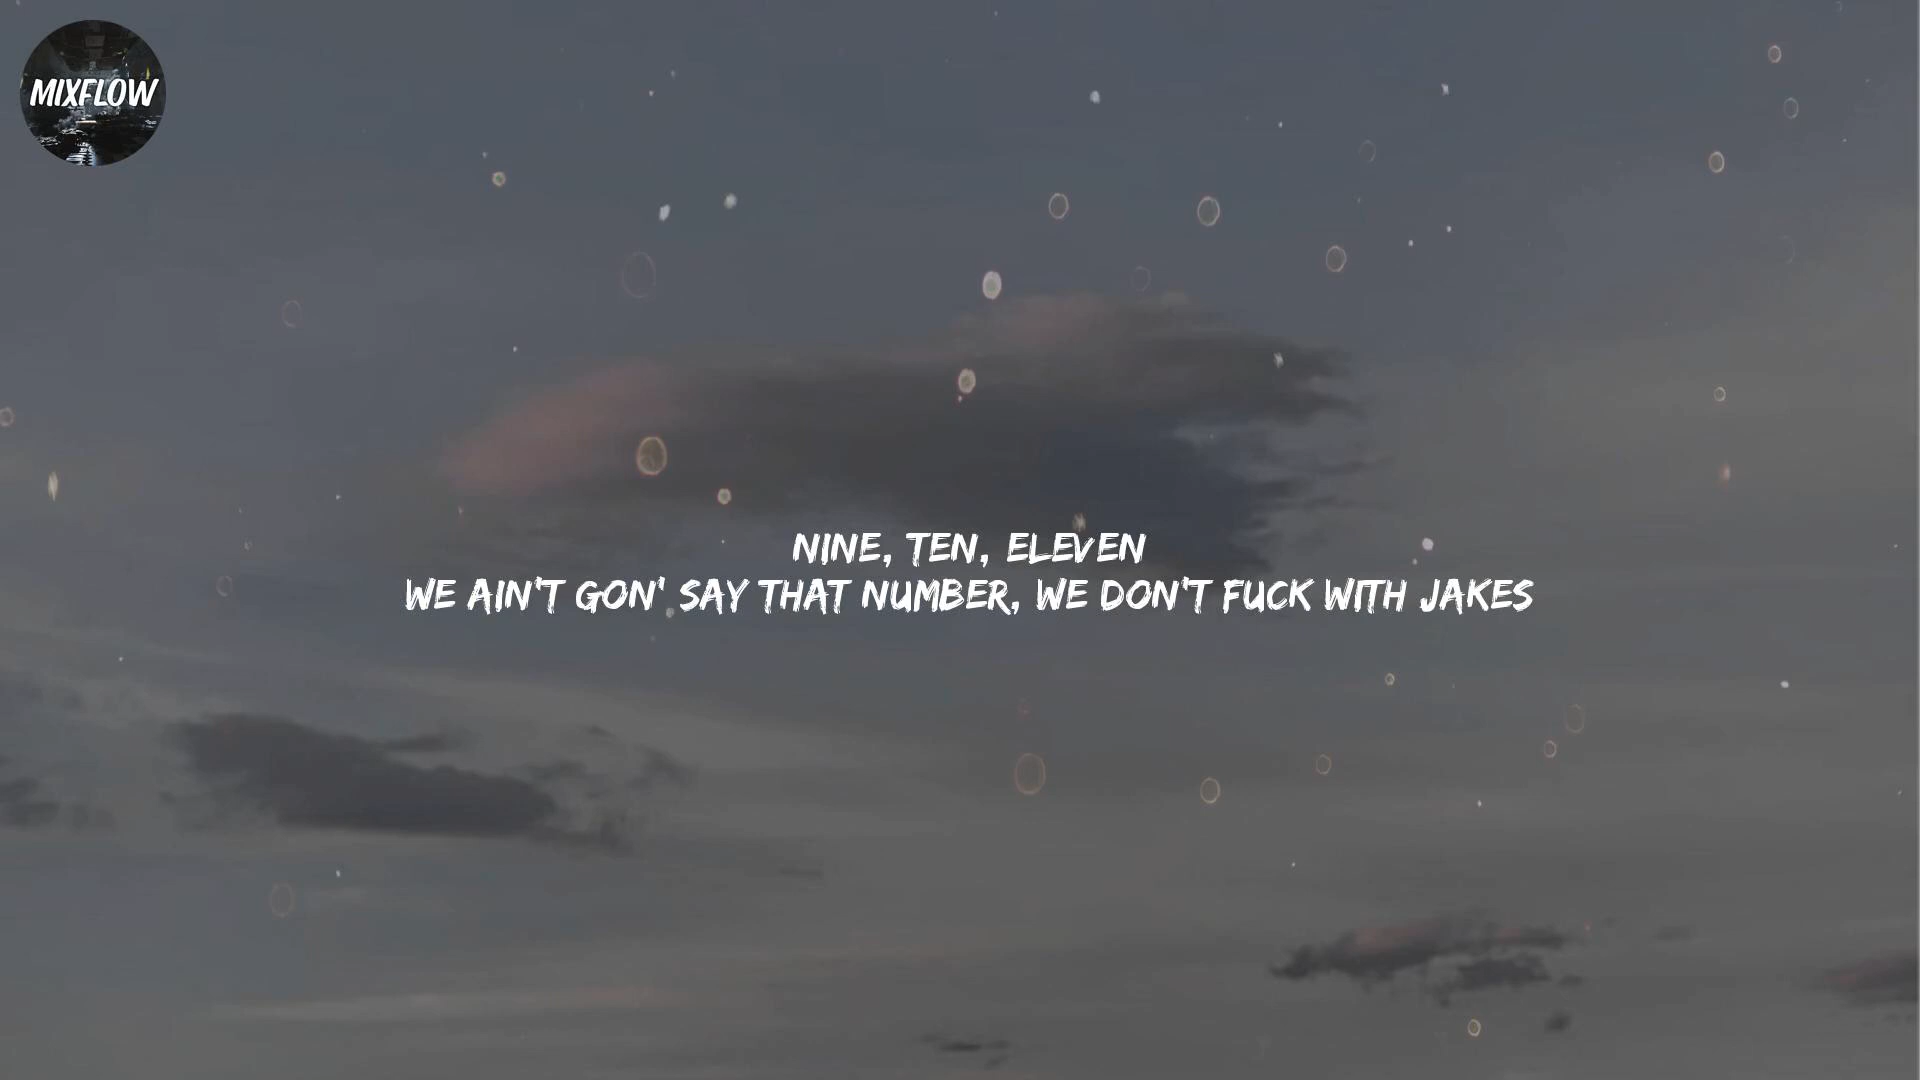 MIXFLOW
NINE, TEN, ELEVEN
WE AIN'T GON' SAY THAT NUMBER, WE DON'T FUCK WITH JAKES